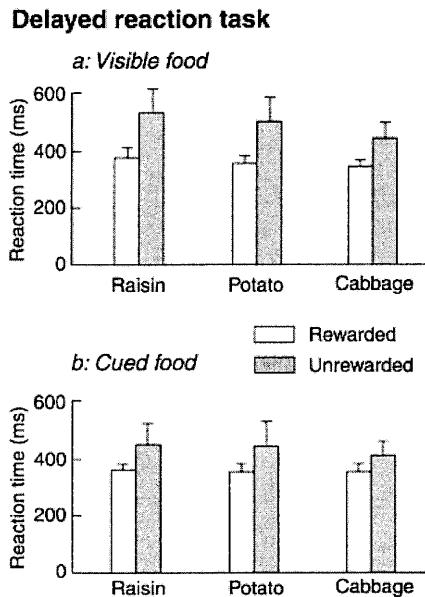 Delayed reaction task
a: Visible food
Reaction time (ms)
600
400
200
0
Raisin Potato Cabbage
Rewarded
Unrewarded
b: Cued food
Reaction time (ms)
600
400
200
0
Raisin Potato Cabbage